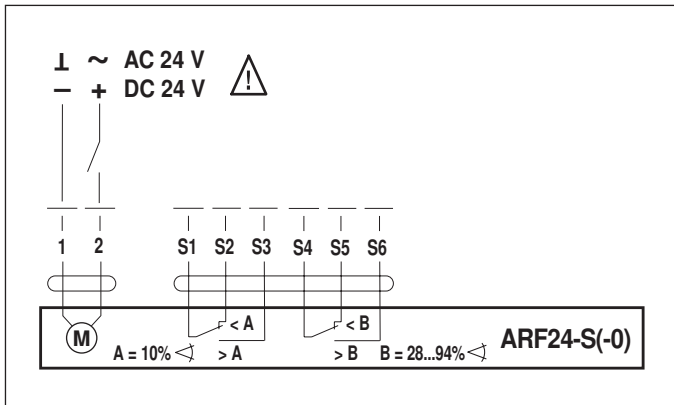 ⊥ ~ AC 24 V
− + DC 24 V
!
1 2 S1 S2 S3 S4 S5 S6
< A < B
M A = 10% > A > B B = 28...94% ARF24-S(-0)